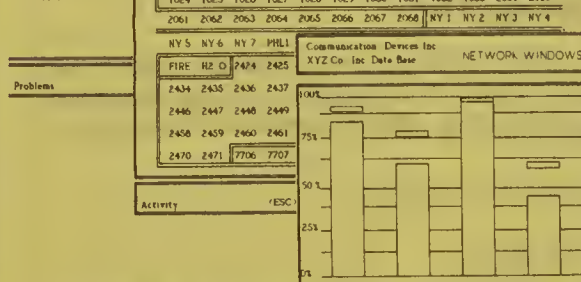 2061 2062 2063 2064 2065 2066 2067 2068 NY 1 NY 2 NY 3 NY 4
NY 5 NY 6 NY 7 PHL1
FIRE H2O 2424 2425
2434 2435 2436 2437
2446 2447 2448 2449
2458 2459 2460 2461
2470 2471 7706 7707
Problems
Activity (ESC)
Communication Devices Inc
XYZ Co Inc Data Base NETWORK WINDOWS
100%
75%
50%
25%
0%